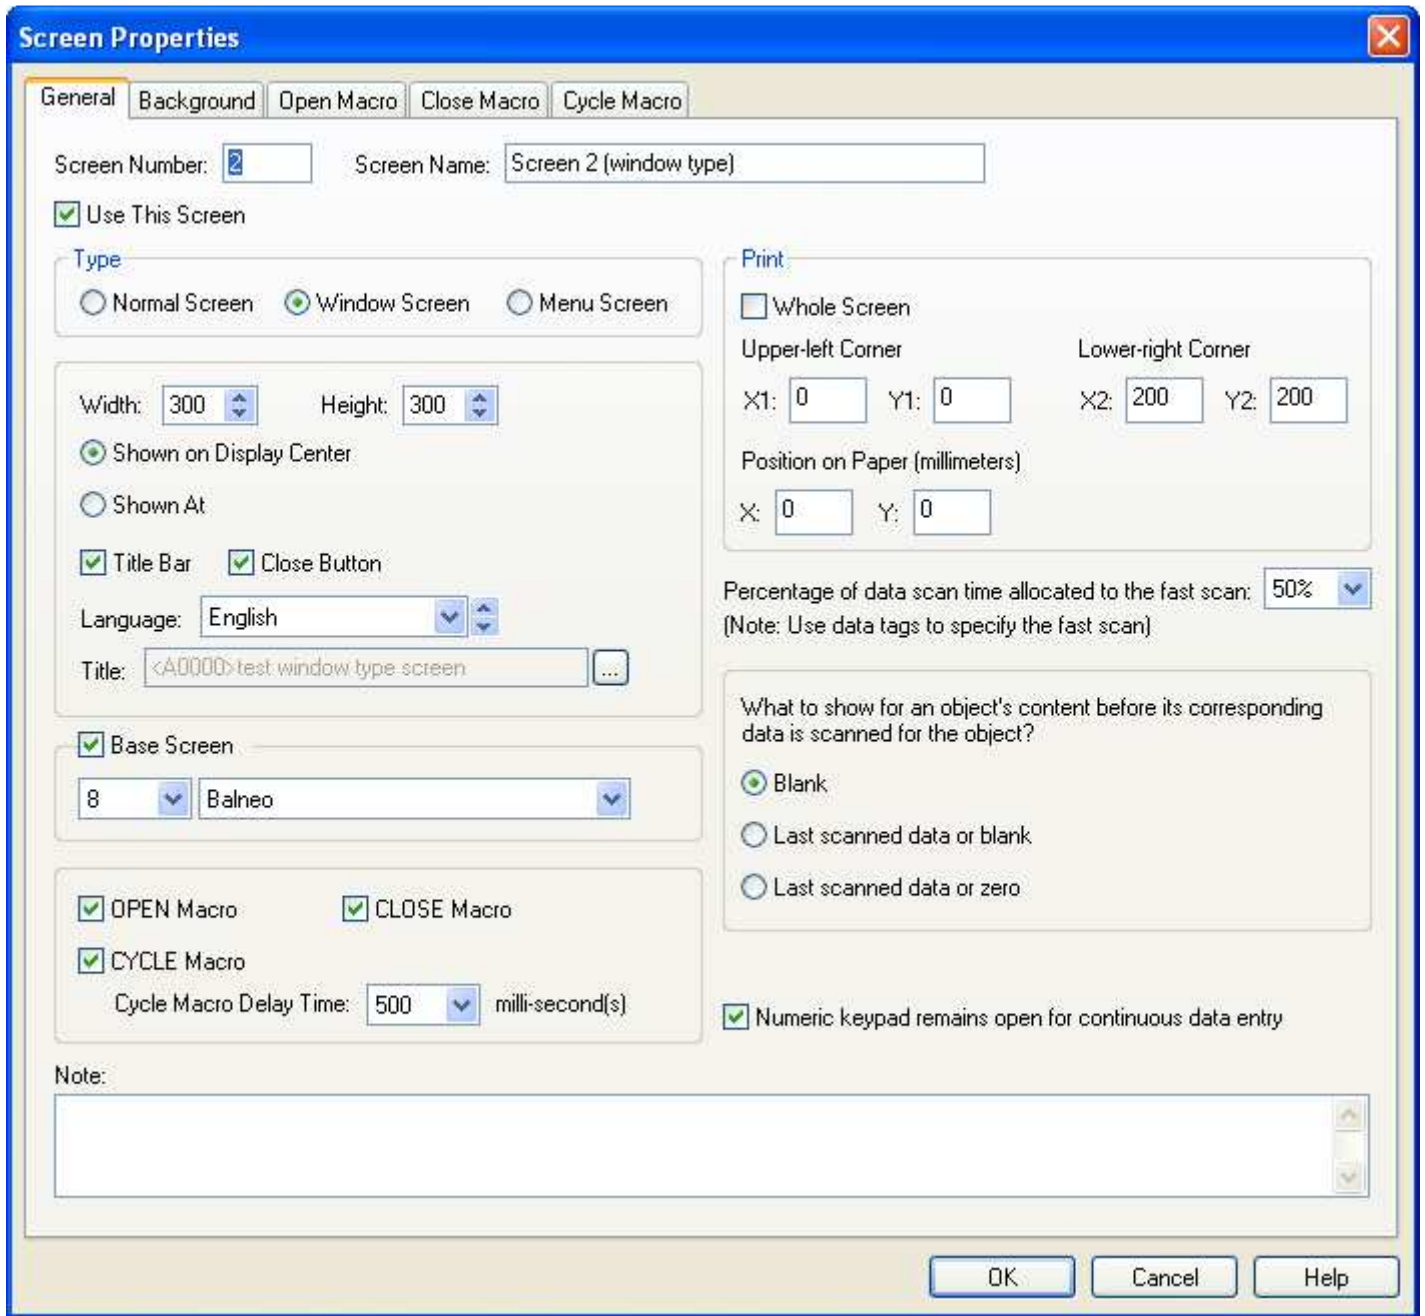 Screen Properties
General Background Open Macro Close Macro Cycle Macro
Screen Number: 2 Screen Name: Screen 2 (window type)
Use This Screen
Type
Normal Screen Window Screen Menu Screen
Width: 300 Height: 300
Shown on Display Center
Shown At
Title Bar Close Button
Language: English
Title: <A0000>test window type screen ...
Base Screen
8 Balneo
OPEN Macro CLOSE Macro
CYCLE Macro
Cycle Macro Delay Time: 500 milli-second(s)
Print
Whole Screen
Upper-left Corner Lower-right Corner
X1: 0 Y1: 0 X2: 200 Y2: 200
Position on Paper (millimeters)
X: 0 Y: 0
Percentage of data scan time allocated to the fast scan: 50%
(Note: Use data tags to specify the fast scan)
What to show for an object's content before its corresponding
data is scanned for the object?
Blank
Last scanned data or blank
Last scanned data or zero
Numeric keypad remains open for continuous data entry
Note:
OK Cancel Help